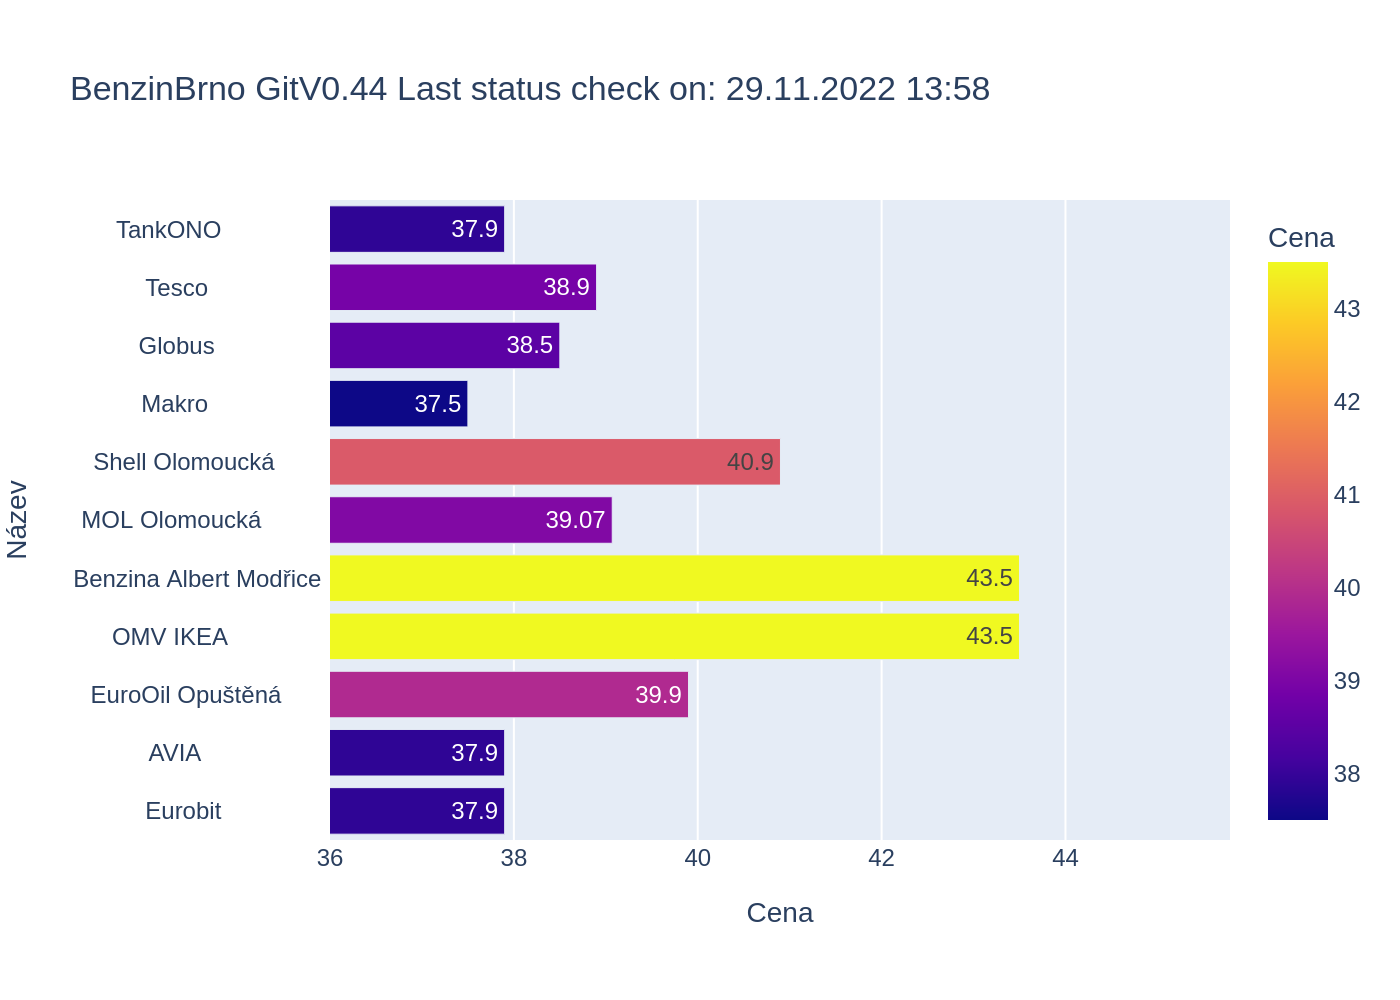 BenzinBrno GitV0.44 Last status check on: 29.11.2022 13:58
Název
TankONO 37.9
Tesco 38.9
Globus 38.5
Makro 37.5
Shell Olomoucká 40.9
MOL Olomoucká 39.07
Benzina Albert Modřice 43.5
OMV IKEA 43.5
EuroOil Opuštěná 39.9
AVIA 37.9
Eurobit 37.9
36 38 40 42 44
Cena
Cena
43
42
41
40
39
38